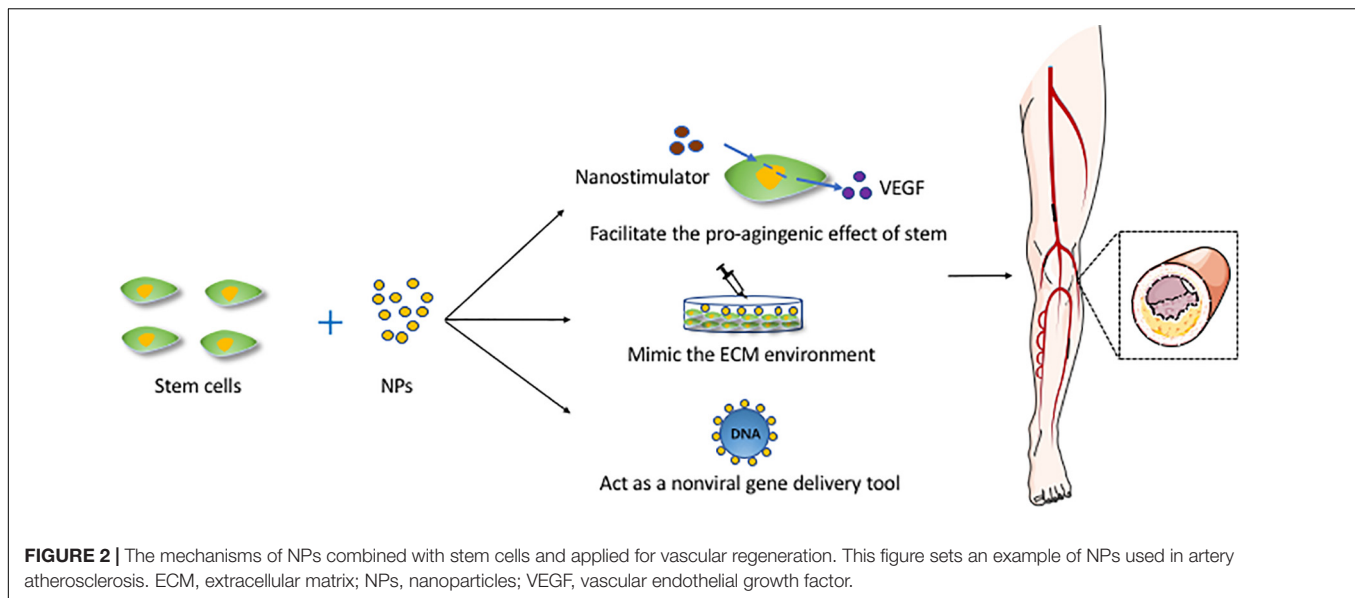 Nanostimulator
VEGF
Facilitate the pro-agingenic effect of stem
Stem cells
NPs
Mimic the ECM environment
DNA
Act as a nonviral gene delivery tool
FIGURE 2 | The mechanisms of NPs combined with stem cells and applied for vascular regeneration. This figure sets an example of NPs used in artery
atherosclerosis. ECM, extracellular matrix; NPs, nanoparticles; VEGF, vascular endothelial growth factor.